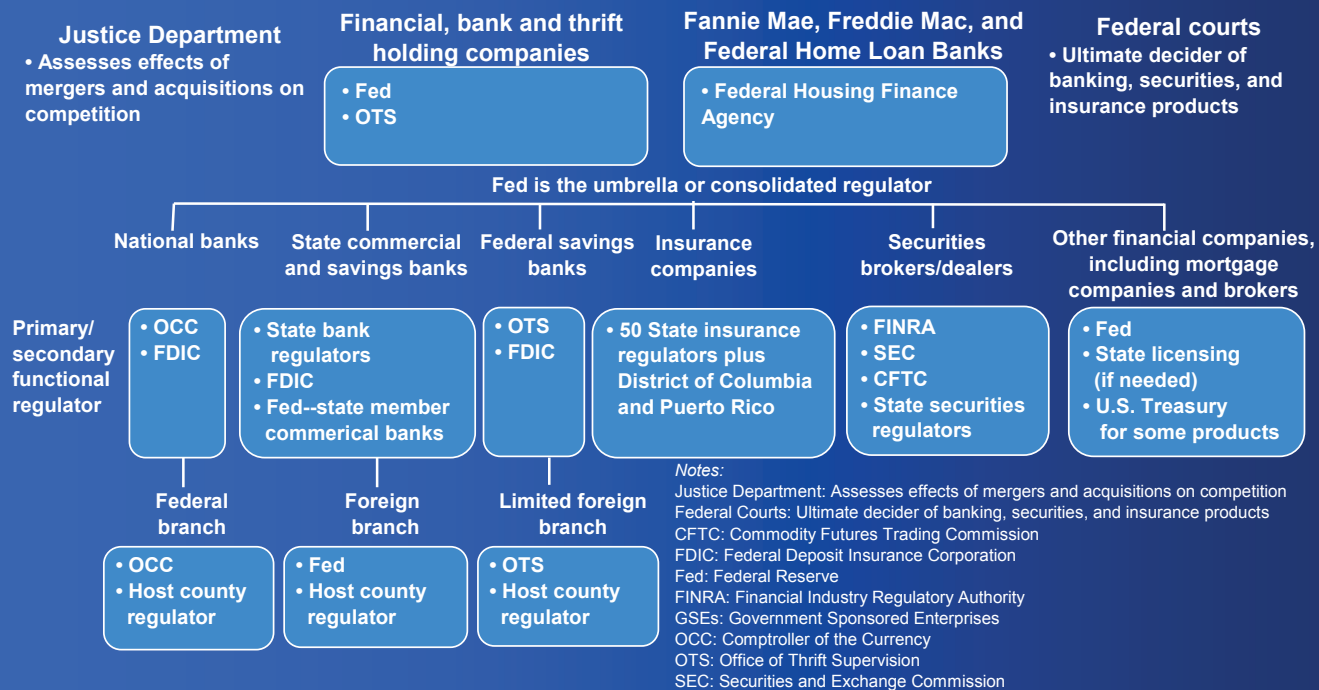 Justice Department
• Assesses effects of
mergers and acquisitions on
competition
Financial, bank and thrift
holding companies
• Fed
• OTS
Fannie Mae, Freddie Mac, and
Federal Home Loan Banks
• Federal Housing Finance
Agency
Federal courts
• Ultimate decider of
banking, securities, and
insurance products
Fed is the umbrella or consolidated regulator
Primary/
secondary
functional
regulator
National banks
• OCC
• FDIC
State commercial
and savings banks
• State bank
regulators
• FDIC
• Fed--state member
commerical banks
Federal savings
banks
• OTS
• FDIC
Insurance
companies
• 50 State insurance
regulators plus
District of Columbia
and Puerto Rico
Securities
brokers/dealers
• FINRA
• SEC
• CFTC
• State securities
regulators
Other financial companies,
including mortgage
companies and brokers
• Fed
• State licensing
(if needed)
• U.S. Treasury
for some products
Federal
branch
• OCC
• Host county
regulator
Foreign
branch
• Fed
• Host county
regulator
Limited foreign
branch
• OTS
• Host county
regulator
Notes:
Justice Department: Assesses effects of mergers and acquisitions on competition
Federal Courts: Ultimate decider of banking, securities, and insurance products
CFTC: Commodity Futures Trading Commission
FDIC: Federal Deposit Insurance Corporation
Fed: Federal Reserve
FINRA: Financial Industry Regulatory Authority
GSEs: Government Sponsored Enterprises
OCC: Comptroller of the Currency
OTS: Office of Thrift Supervision
SEC: Securities and Exchange Commission